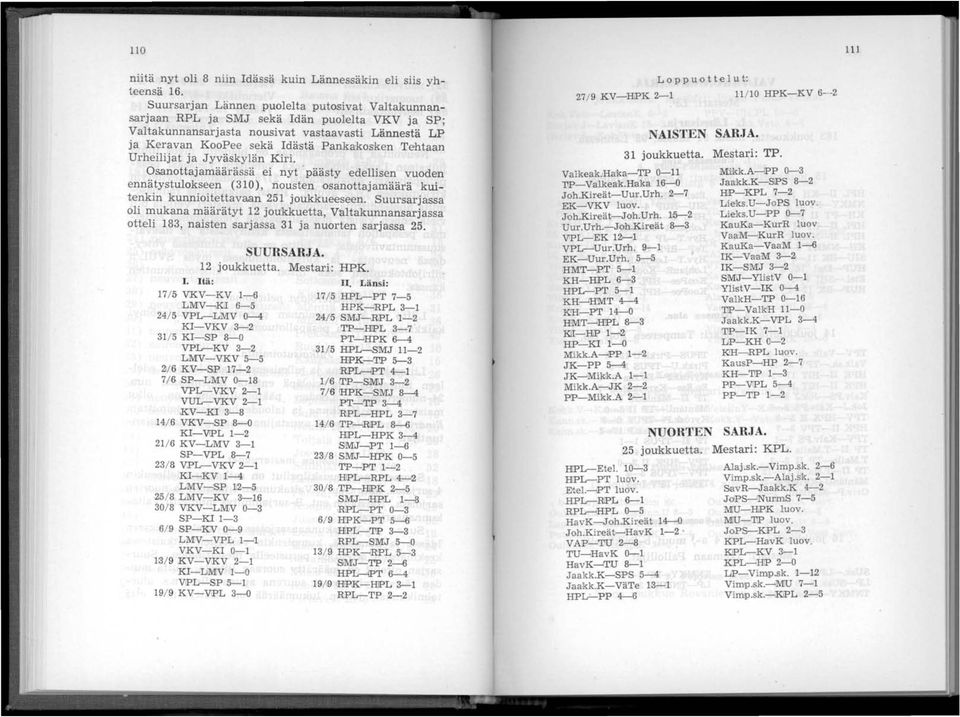 110
niitä nyt oli 8 niin Idässä kuin Lännessäkin eli siis yh-
teensä 16.
Suursarjan Lännen puolelta putosivat Valtakunnan-
sarjaan RPL ja SMJ sekä Idän puolelta VKV ja SP;
Valtakunnansarjasta nousivat vastaavasti Lännestä LP
ja Keravan KooPee sekä Idästä Pankakosken Tehtaan
Urheilijat ja Jyväskylän Kiri.
Osanottajamäärässä ei nyt päästy edellisen vuoden
ennätystulokseen (310), nousten osanottajamäärä kui-
tenkin kunnioitettavaan 251 joukkueeseen. Suursarjassa
oli mukana määrätyt 12 joukkuetta, Valtakunnansarjassa
otteli 183, naisten sarjassa 31 ja nuorten sarjassa 25.
SUURSARJA.
12 joukkuetta. Mestari: HPK.
I. Itä:
17/5 VKV—KV 1—6
LMV—KI 6—5
24/5 VPL—LMV 0—4
KI—VKV 3—2
31/5 KI—SP 8—0
VPL—KV 3—2
LMV—VKV 5—5
2/6 KV—SP 17—2
7/6 SP—LMV 0—18
VPL—VKV 2—1
VUL—VKV 2—1
KV—KI 3—8
14/6 VKV—SP 8—0
KI—VPL 1—2
21/6 KV—LMV 3—1
SP—VPL 8—7
23/8 VPL—VKV 2—1
KI—KV 1—4
LMV—SP 12—5
25/8 LMV—KV 3—16
30/8 VKV—LMV 0—3
SP—KI 1—3
6/9 SP—KV 0—9
LMV—VPL 1—1
VKV—KI 0—1
13/9 KV—VKV 2—1
KI—LMV 1—0
VPL—SP 5—1
19/9 KV—VPL 3—0
II. Länsi:
17/5 HPL—PT 7—5
HPK—RPL 3—1
24/5 SMJ—RPL 1—2
TP—HPL 3—7
PT—HPK 6—4
31/5 HPL—SMJ 11—2
HPK—TP 5—3
RPL—PT 4—1
1/6 TP—SMJ 3—2
7/6 HPK—SMJ 8—4
PT—TP 3—4
RPL—HPL 3—7
14/6 TP—RPL 8—6
HPL—HPK 3—4
SMJ—PT 1—6
23/8 SMJ—HPK 0—5
TP—PT 1—2
HPL—RPL 4—2
30/8 TP—HPK 2—5
SMJ—HPL 1—8
RPL—PT 0—3
6/9 HPK—PT 5—6
HPL—TP 3—3
RPL—SMJ 5—0
13/9 HPK—RPL 5—3
SMJ—TP 2—6
HPL—PT 6—4
19/9 HPK—HPL 3—1
RPL—TP 2—2
111
Loppuottelut:
27/9 KV—HPK 2—1 11/10 HPK—KV 6—2
NAISTEN SARJA.
31 joukkuetta. Mestari: TP.
Valkeak.Haka—TP 0—11
TP—Valkeak.Haka 16—0
Joh.Kireät—Uur.Urh. 2—7
EK—VKV luov.
Joh.Kireät—Joh.Urh. 15—2
Uur.Urh.—Joh.Kireät 8—3
VPL—EK 12—1
VPL—Uur.Urh. 9—1
EK—Uur.Urh. 5—5
HMT—PT 5—1
KH—HPL 6—3
HPL—PT 5—1
KH—HMT 4—4
KH—PT 14—0
HMT—HPL 8—3
KI—HP 1—2
HP—KI 1—0
Mikk.A—PP 1—2
JK—PP 5—4
JK—Mikk.A 1—1
Mikk.A—JK 2—2
PP—Mikk.A 2—1
Mikk.A—PP 0—3
Jaakk.K—SPS 8—2
HP—KPL 7—2
Lieks.U—JoPS luov.
Lieks.U—PP 0—7
KauKa—KurR luov.
VaaM—KurR luov.
KauKa—VaaM 1—6
IK—VaaM 3—2
IK—SMJ 3—2
SMJ—YlistV 0—1
YlistV—IK 0—4
ValkH—TP 0—16
TP—ValkH 11—0
Jaakk.K—VPL 3—4
TP—IK 7—1
LP—KH 0—2
KH—RPL luov.
KausP—HP 2—7
KH—TP 1—3
PP—VPL 5—4
PP—TP 1—2
NUORTEN SARJA.
25 joukkuetta. Mestari: KPL.
HPL—Etel. 10—3
HPL—PT luov.
Etel.—PT luov.
HPL—RPL 6—1
RPL—HPL 0—5
HavK—Joh.Kireät 14—0
Joh.Kireät—HavK 1—2
VAP—TU 2—8
TU—HavK 0—1
HavK—TU 8—1
Jaakk.K—SPS 5—4
Jaakk.K—VäTe 13—1
HPL—PP 4—6
Alaj.sk.—Vimp.sk. 2—6
Vimp.sk.—Alaj.sk. 2—1
SavR—Jaakk.K 4—2
JoPS—NurmS 7—5
MU—HPK luov.
MU—TP luov.
JoPS—KPL 2—3
KPL—HavK luov.
KPL—KV 3—1
KPL—HP 2—0
LP—Vimp.sk. 1—12
Vimp.sk.—MU 7—1
Vimp.sk.—KPL 2—5